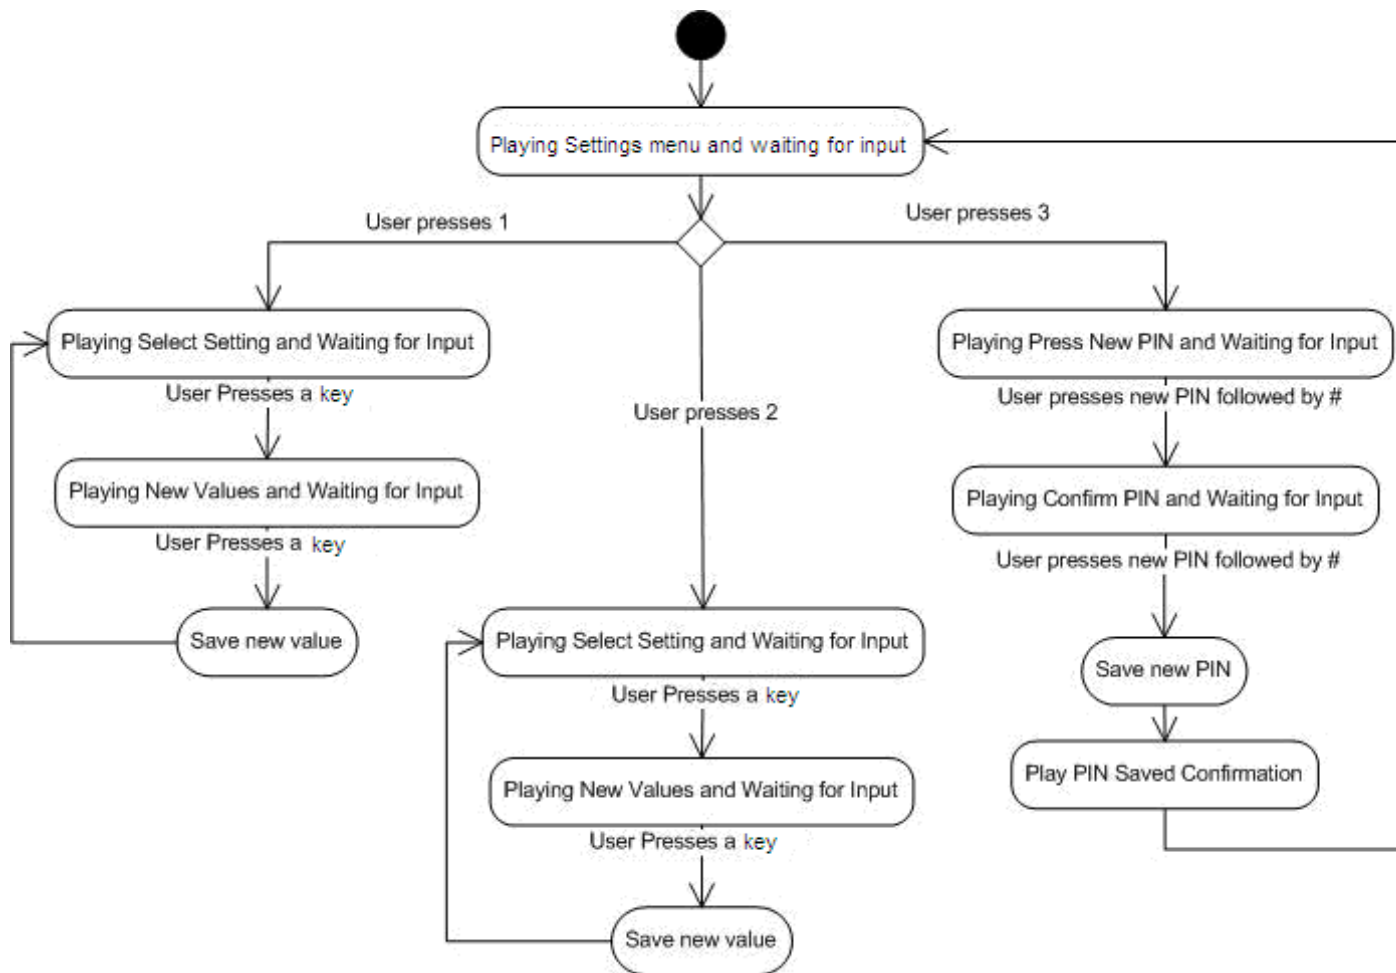 Playing Settings menu and waiting for input
User presses 1
User presses 3
Playing Select Setting and Waiting for Input
User Presses a key
Playing New Values and Waiting for Input
User Presses a key
Save new value
User presses 2
Playing Select Setting and Waiting for Input
User Presses a key
Playing New Values and Waiting for Input
User Presses a key
Save new value
Playing Press New PIN and Waiting for Input
User presses new PIN followed by #
Playing Confirm PIN and Waiting for Input
User presses new PIN followed by #
Save new PIN
Play PIN Saved Confirmation